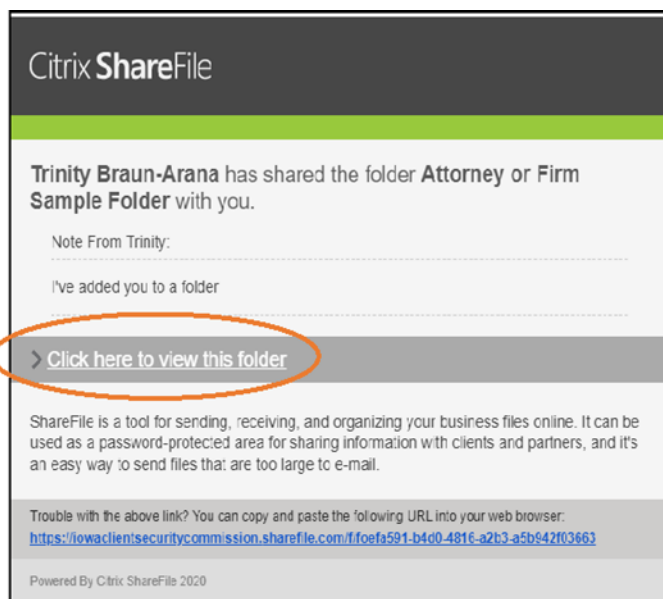 Citrix ShareFile
Trinity Braun-Arana has shared the folder Attorney or Firm
Sample Folder with you.
Note From Trinity:
I've added you to a folder
Click here to view this folder
ShareFile is a tool for sending, receiving, and organizing your business files online. It can be
used as a password-protected area for sharing information with clients and partners, and it's
an easy way to send files that are too large to e-mail.
Trouble with the above link? You can copy and paste the following URL into your web browser:
https://iowaclientsecuritycommission.sharefile.com/f/foefa591-b4d0-4816-a2b3-a5b942f03663
Powered By Citrix ShareFile 2020